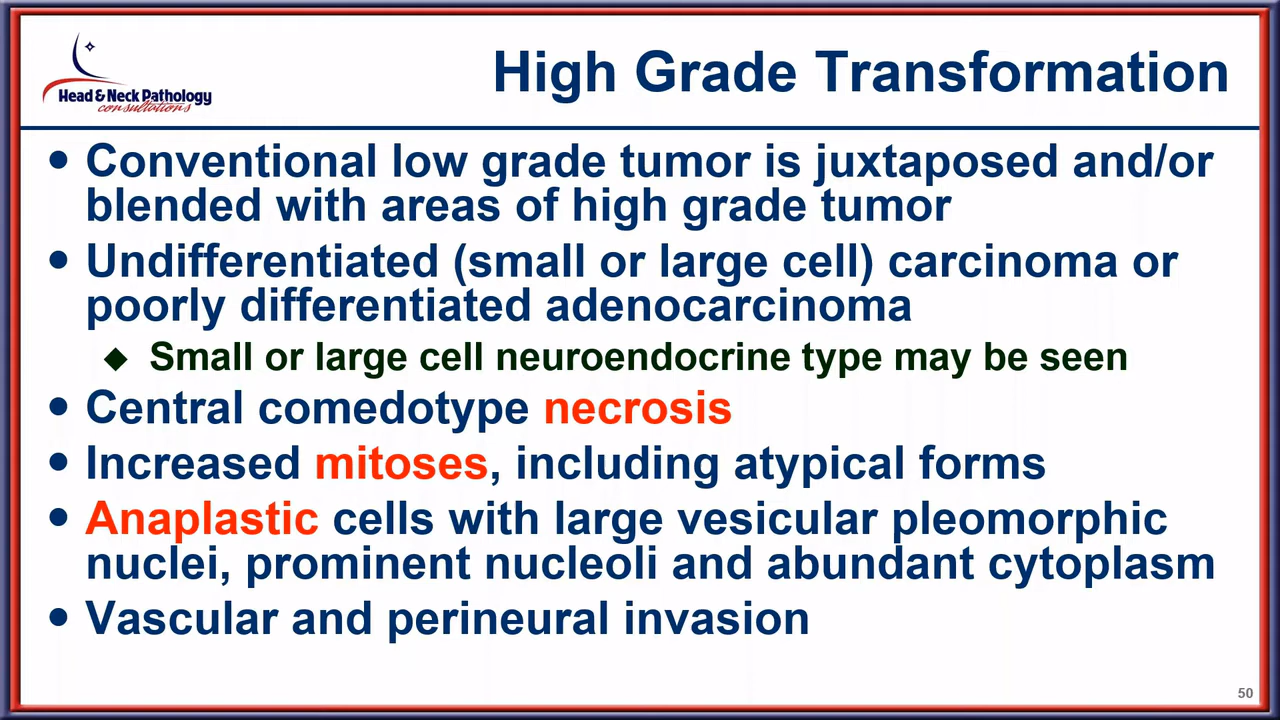 Head & Neck Pathology
consultations
High Grade Transformation
• Conventional low grade tumor is juxtaposed and/or
blended with areas of high grade tumor
• Undifferentiated (small or large cell) carcinoma or
poorly differentiated adenocarcinoma
◆ Small or large cell neuroendocrine type may be seen
• Central comedotype necrosis
• Increased mitoses, including atypical forms
• Anaplastic cells with large vesicular pleomorphic
nuclei, prominent nucleoli and abundant cytoplasm
• Vascular and perineural invasion
50